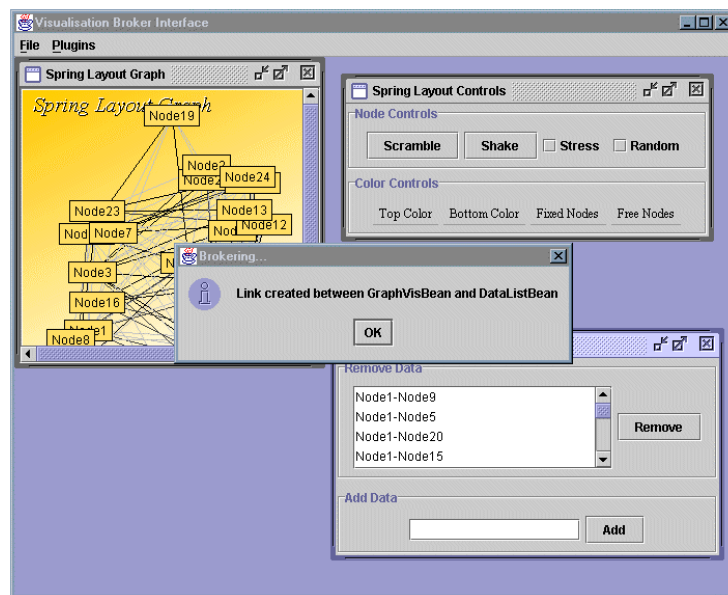 Visualisation Broker Interface
File Plugins
Spring Layout Graph
Spring Layout Graph
Node19
Node24
Node23
Node13
Node7
Node12
Node3
Node16
Node1
Node8
Spring Layout Controls
Node Controls
Scramble Shake Stress Random
Color Controls
Top Color Bottom Color Fixed Nodes Free Nodes
Brokering...
Link created between GraphVisBean and DataListBean
OK
Remove Data
Node1-Node9
Node1-Node5
Node1-Node20
Node1-Node15
Remove
Add Data
Add